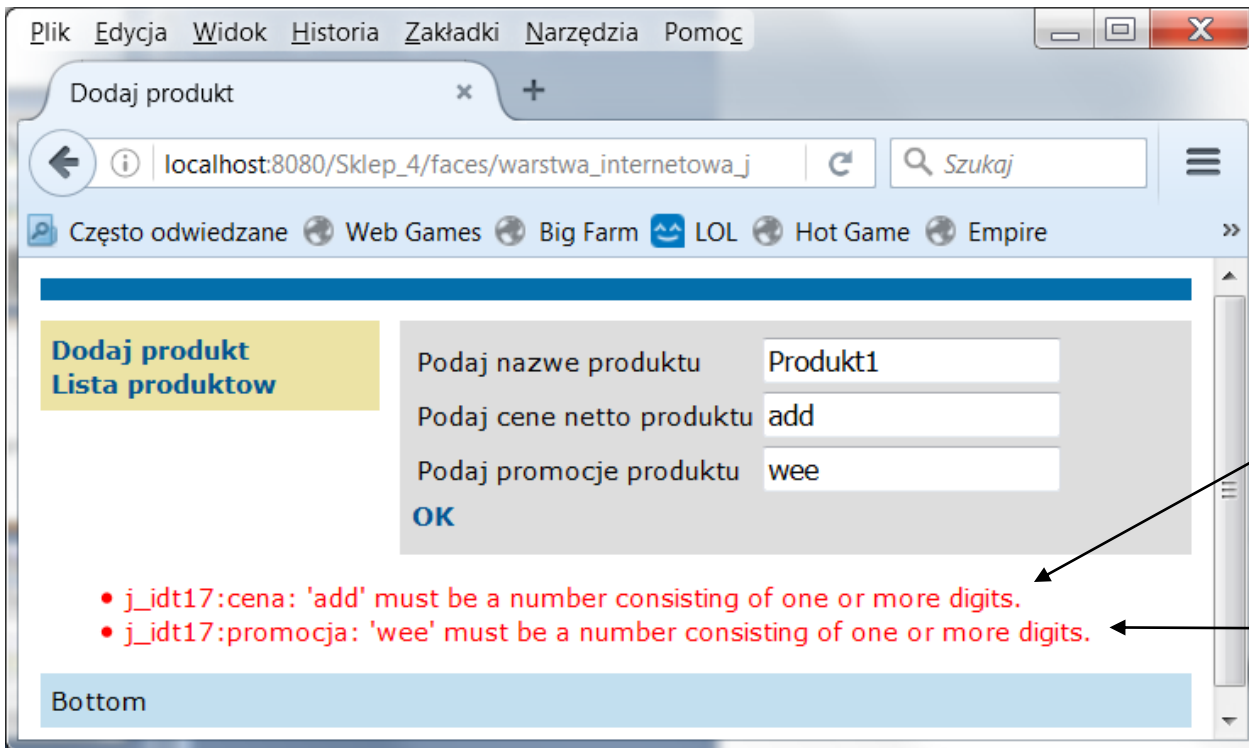 Plik Edycja Widok Historia Zakładki Narzędzia Pomoc
Dodaj produkt
localhost:8080/Sklep_4/faces/warstwa_internetowa_j
Szukaj
Często odwiedzane Web Games Big Farm LOL Hot Game Empire
Dodaj produkt
Lista produktow
Podaj nazwe produktu Produkt1
Podaj cene netto produktu add
Podaj promocje produktu wee
OK
j_idt17:cena: 'add' must be a number consisting of one or more digits.
j_idt17:promocja: 'wee' must be a number consisting of one or more digits.
Bottom